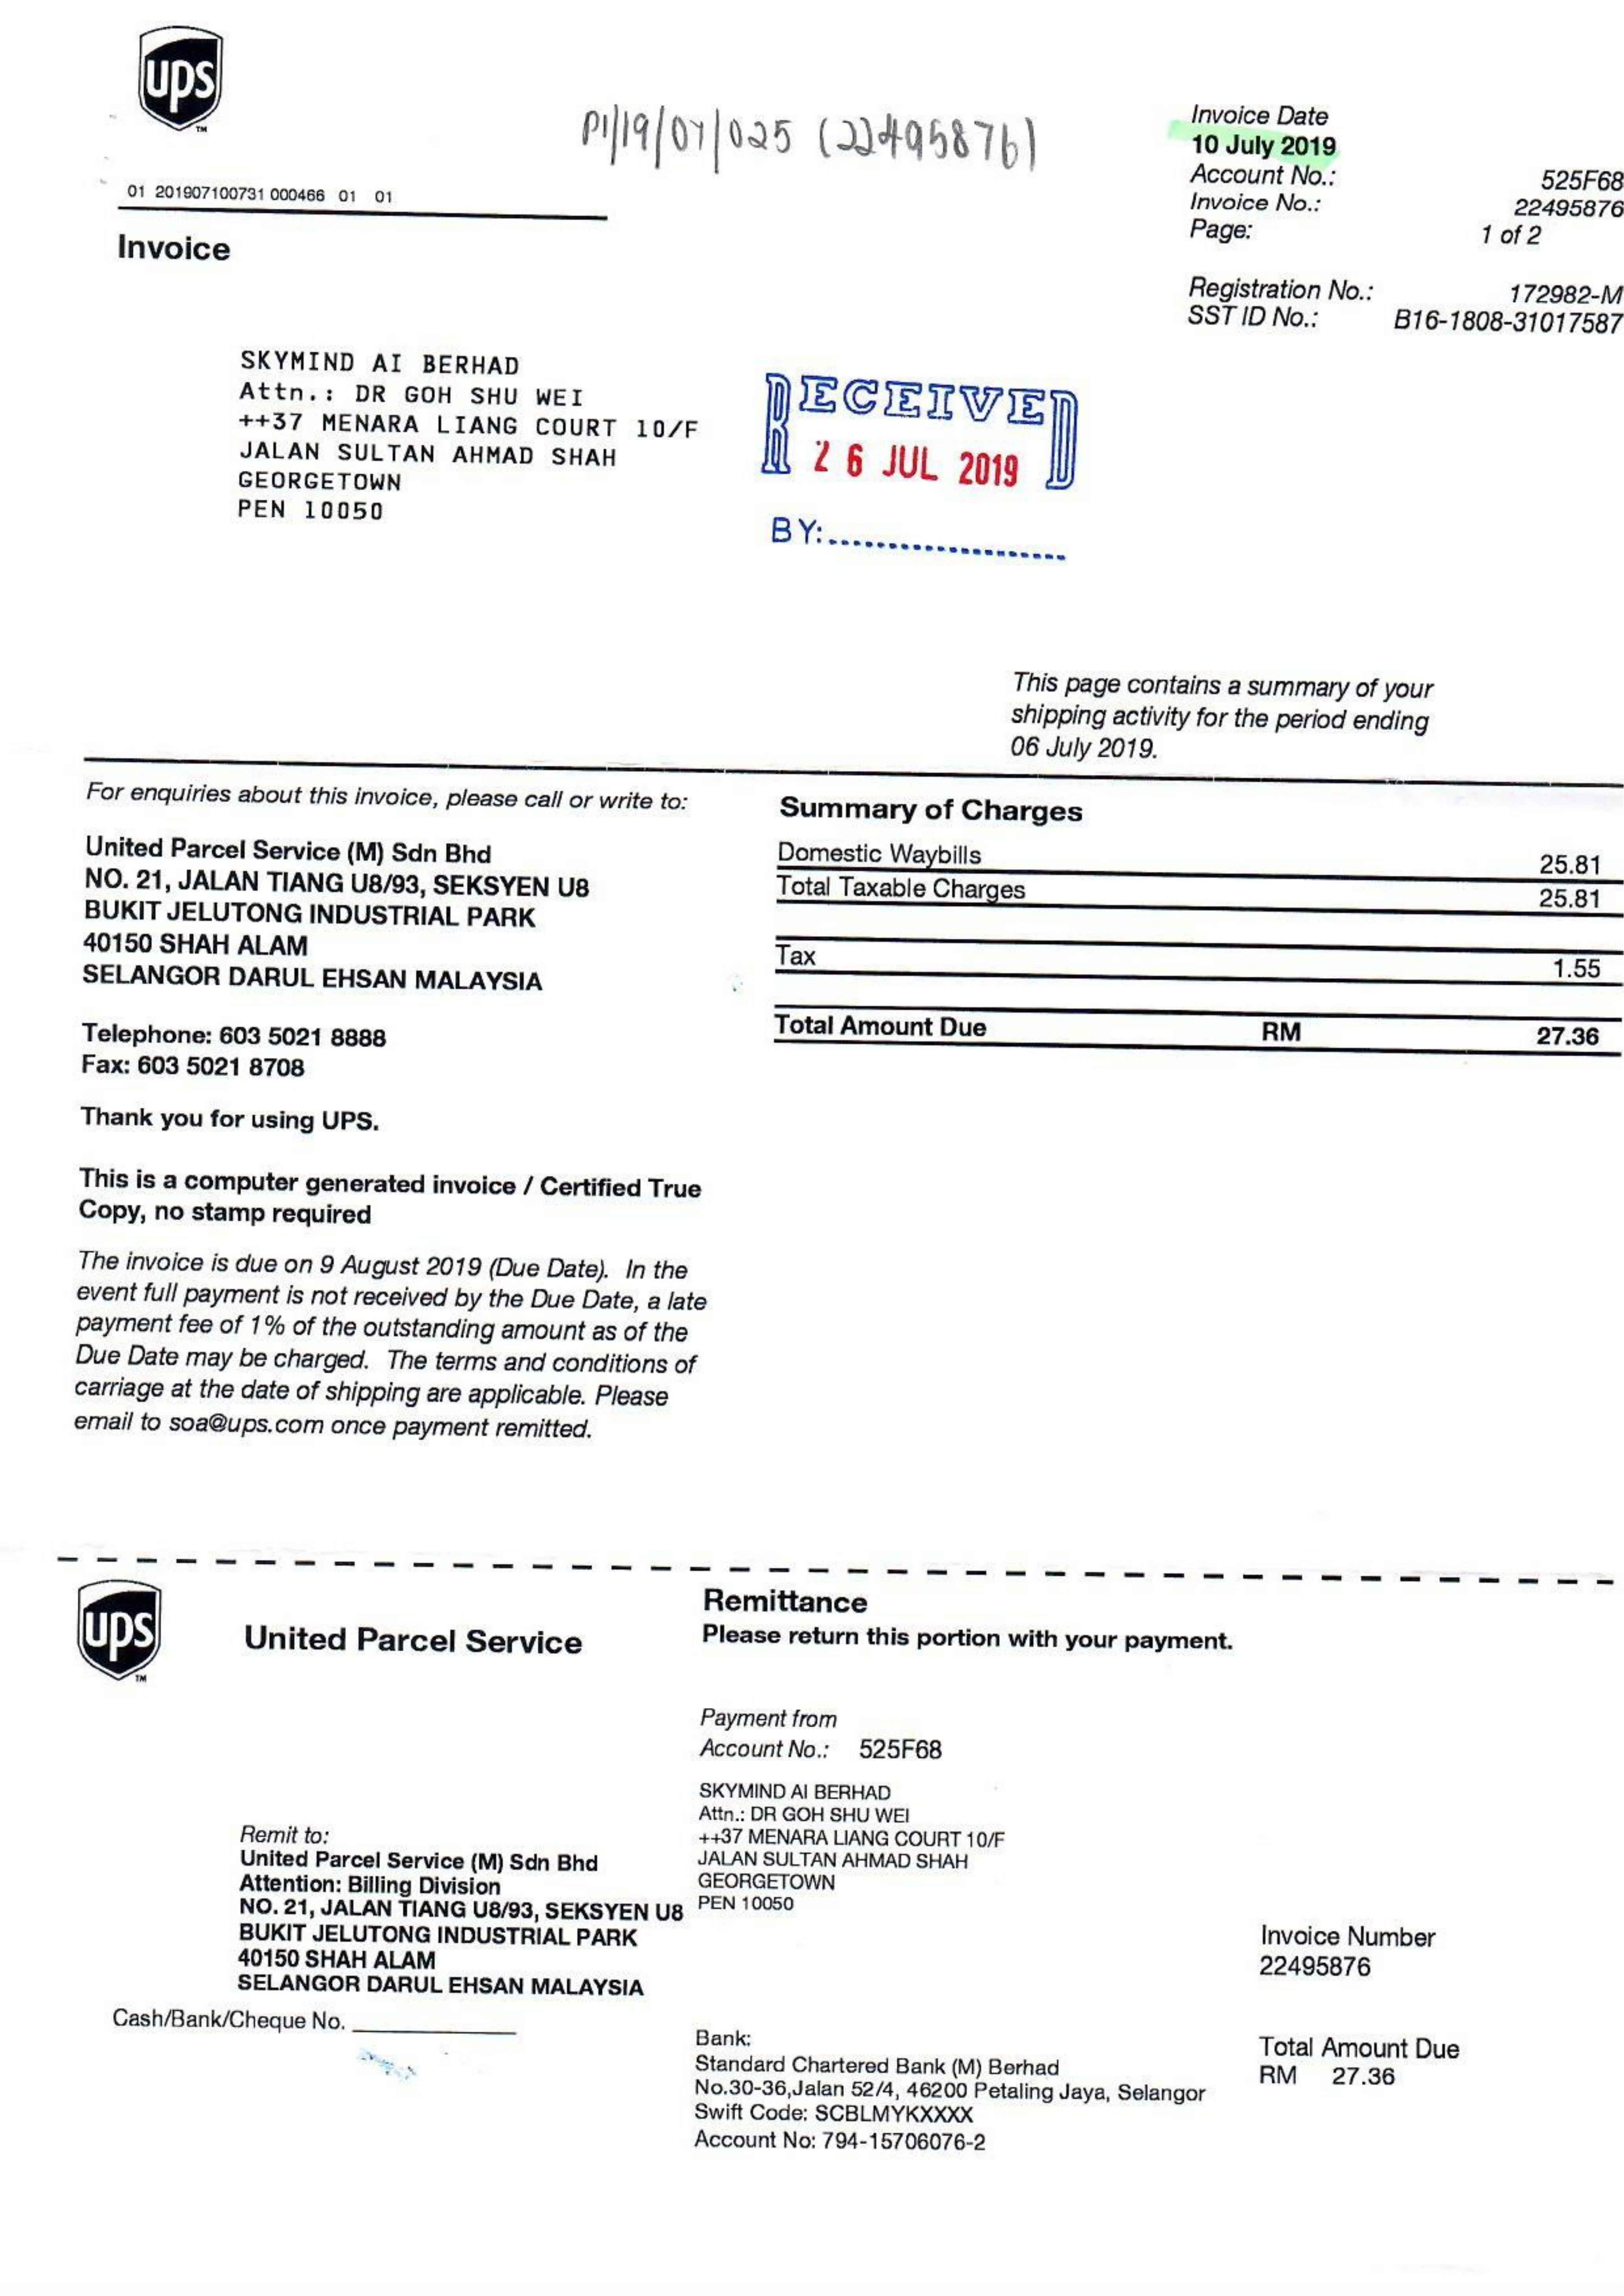 ups
TM
PI/19/07/025 (22495876)
Invoice Date
10 July 2019
Account No.: 525F68
Invoice No.: 22495876
Page: 1 of 2
01 201907100731 000466 01 01
Invoice
Registration No.: 172982-M
SST ID No.: B16-1808-31017587
SKYMIND AI BERHAD
Attn.: DR GOH SHU WEI
++37 MENARA LIANG COURT 10/F
JALAN SULTAN AHMAD SHAH
GEORGETOWN
PEN 10050
RECEIVED
26 JUL 2019
BY:......................
This page contains a summary of your
shipping activity for the period ending
06 July 2019.
For enquiries about this invoice, please call or write to:
United Parcel Service (M) Sdn Bhd
NO. 21, JALAN TIANG U8/93, SEKSYEN U8
BUKIT JELUTONG INDUSTRIAL PARK
40150 SHAH ALAM
SELANGOR DARUL EHSAN MALAYSIA
Telephone: 603 5021 8888
Fax: 603 5021 8708
Thank you for using UPS.
This is a computer generated invoice / Certified True
Copy, no stamp required
The invoice is due on 9 August 2019 (Due Date). In the
event full payment is not received by the Due Date, a late
payment fee of 1% of the outstanding amount as of the
Due Date may be charged. The terms and conditions of
carriage at the date of shipping are applicable. Please
email to soa@ups.com once payment remitted.
Summary of Charges
Domestic Waybills 25.81
Total Taxable Charges 25.81
Tax 1.55
Total Amount Due RM 27.36
ups
TM
United Parcel Service
Remittance
Please return this portion with your payment.
Payment from
Account No.: 525F68
SKYMIND AI BERHAD
Attn.: DR GOH SHU WEI
++37 MENARA LIANG COURT 10/F
JALAN SULTAN AHMAD SHAH
GEORGETOWN
PEN 10050
Remit to:
United Parcel Service (M) Sdn Bhd
Attention: Billing Division
NO. 21, JALAN TIANG U8/93, SEKSYEN U8
BUKIT JELUTONG INDUSTRIAL PARK
40150 SHAH ALAM
SELANGOR DARUL EHSAN MALAYSIA
Cash/Bank/Cheque No.
Invoice Number
22495876
Bank:
Standard Chartered Bank (M) Berhad
No.30-36,Jalan 52/4, 46200 Petaling Jaya, Selangor
Swift Code: SCBLMYKXXXX
Account No: 794-15706076-2
Total Amount Due
RM 27.36